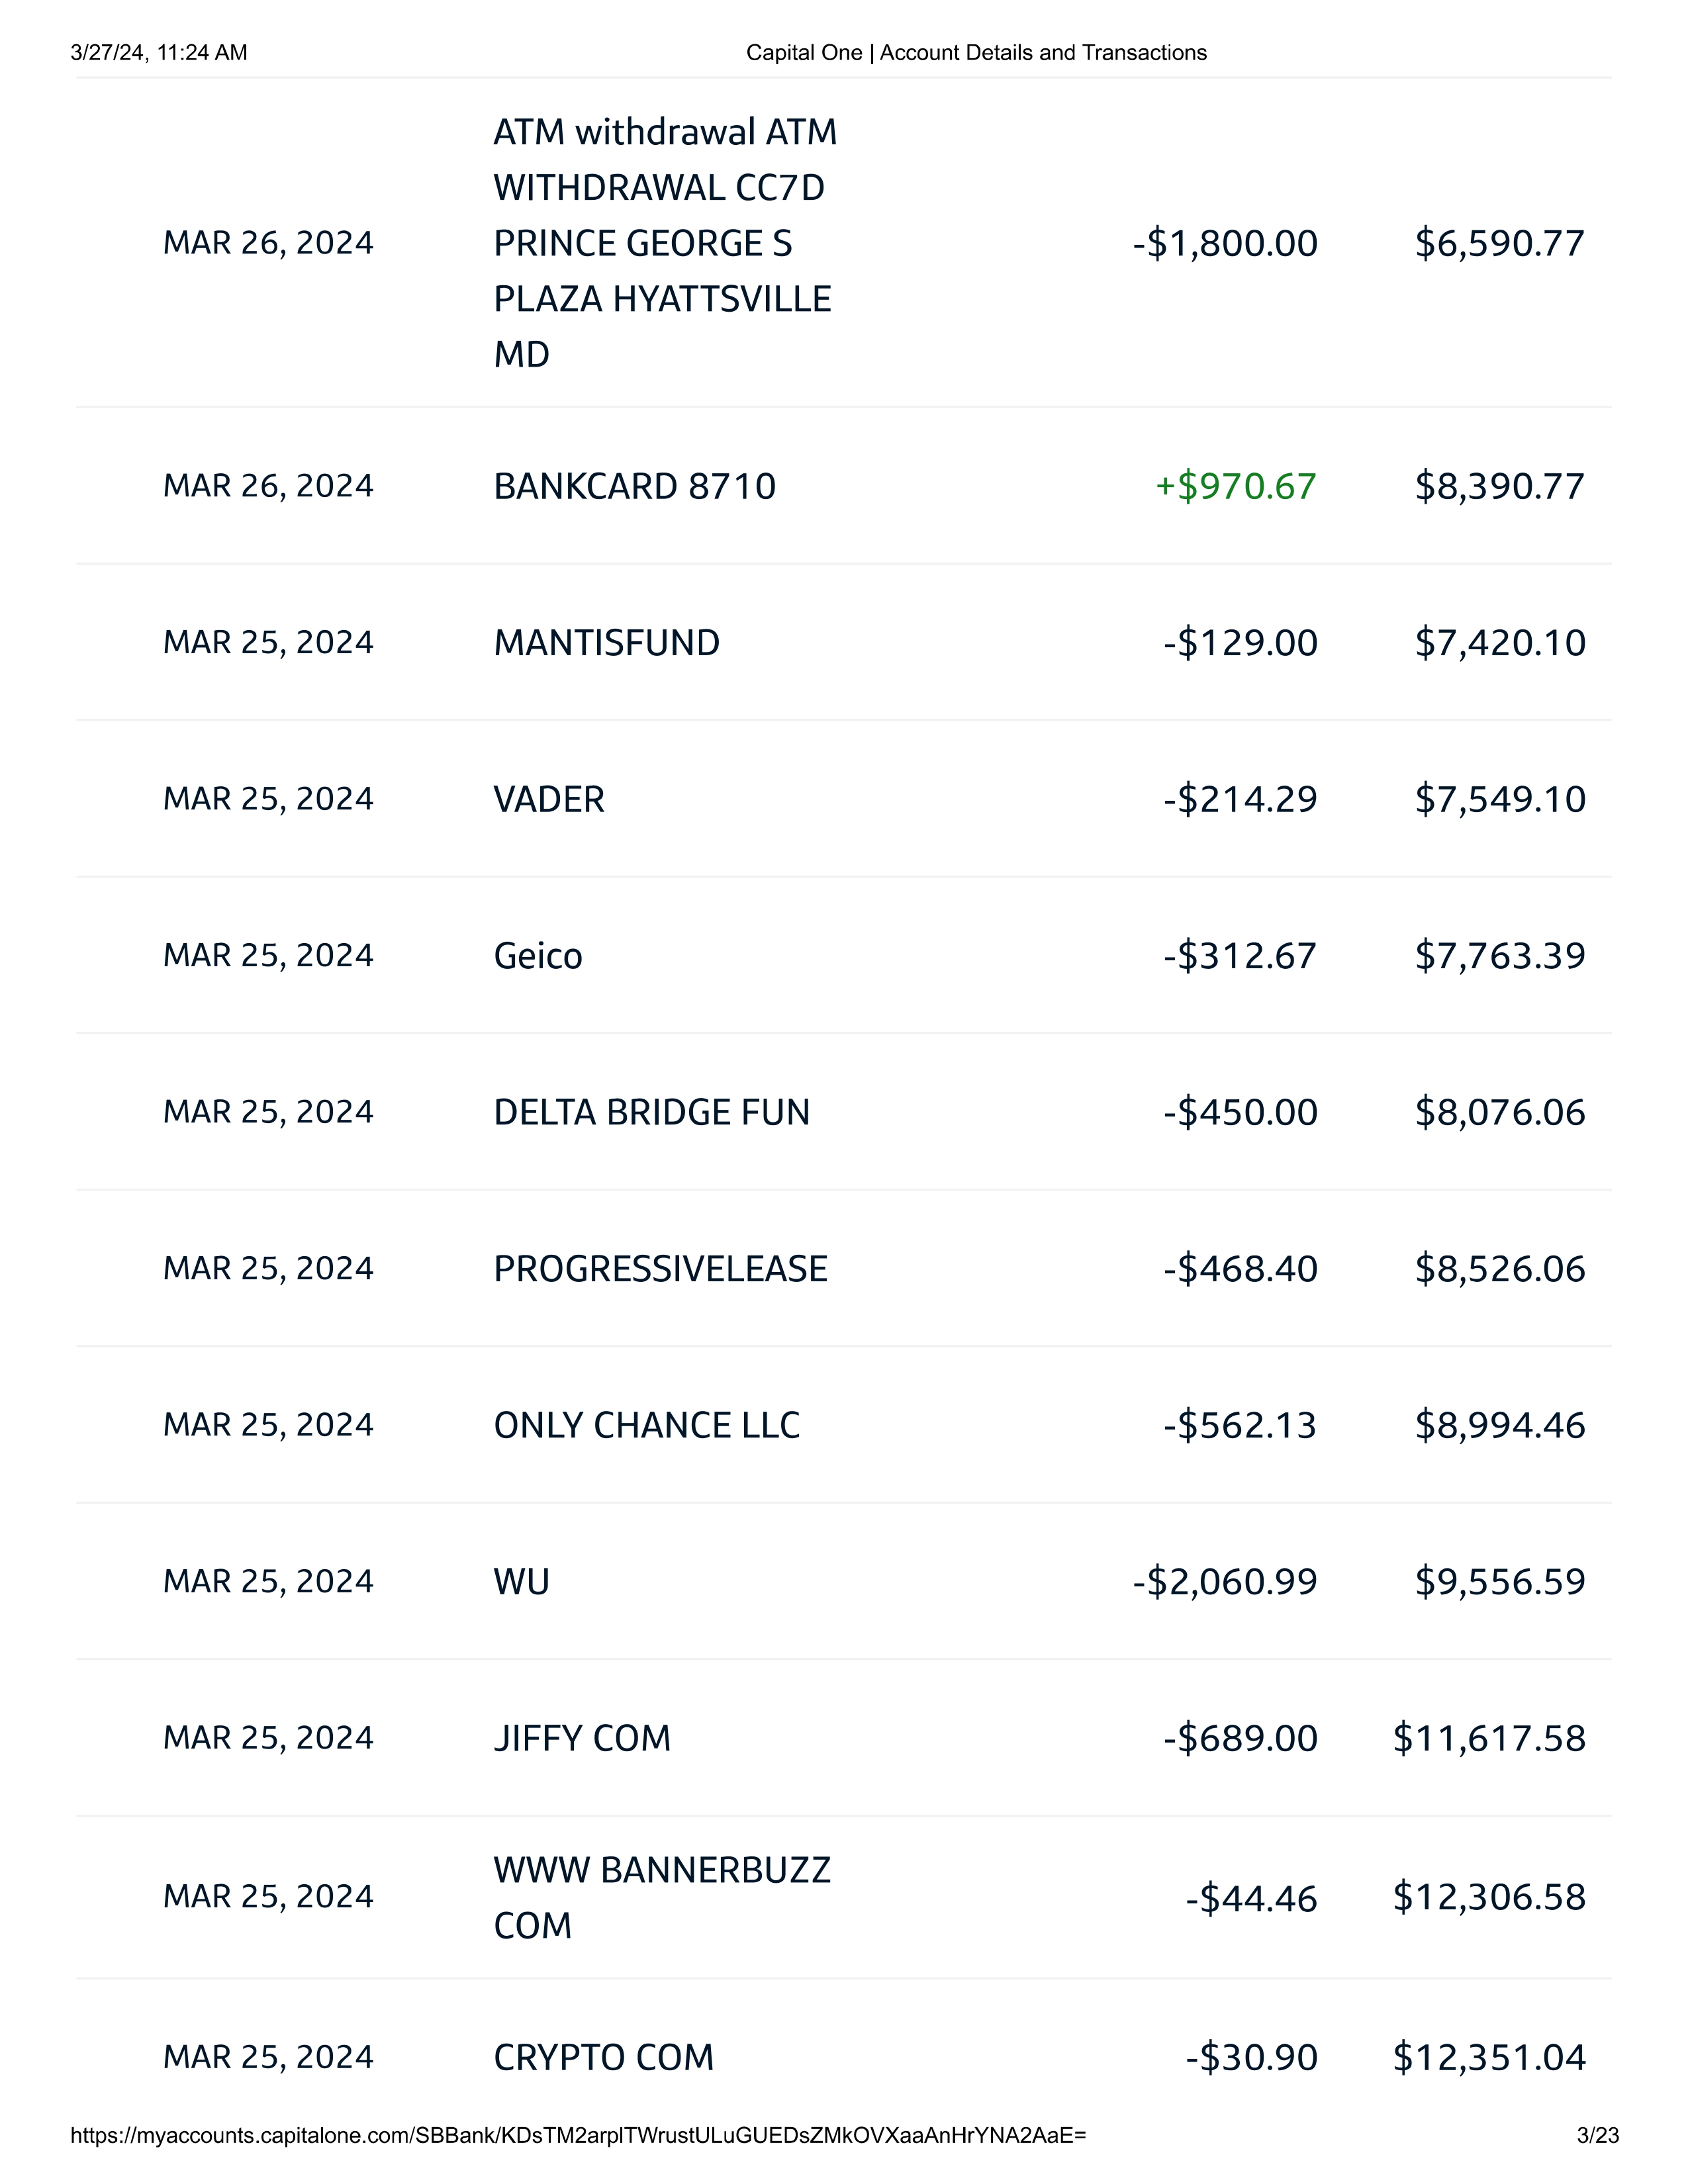 3/27/24, 11:24 AM Capital One | Account Details and Transactions
ATM withdrawal ATM
WITHDRAWAL CC7D
MAR 26, 2024 PRINCE GEORGE S -$1,800.00 $6,590.77
PLAZA HYATTSVILLE
MD
MAR 26, 2024 BANKCARD 8710 +$970.67 $8,390.77
MAR 25, 2024 MANTISFUND -$129.00 $7,420.10
MAR 25, 2024 VADER -$214.29 $7,549.10
MAR 25, 2024 Geico -$312.67 $7,763.39
MAR 25, 2024 DELTA BRIDGE FUN -$450.00 $8,076.06
MAR 25, 2024 PROGRESSIVELEASE -$468.40 $8,526.06
MAR 25, 2024 ONLY CHANCE LLC -$562.13 $8,994.46
MAR 25, 2024 WU -$2,060.99 $9,556.59
MAR 25, 2024 JIFFY COM -$689.00 $11,617.58
WWW BANNERBUZZ
MAR 25, 2024 -$44.46 $12,306.58
COM
MAR 25, 2024 CRYPTO COM -$30.90 $12,351.04
https://myaccounts.capitalone.com/SBBank/KDsTM2arplTWrustULuGUEDsZMkOVXaaAnHrYNA2AaE= 3/23